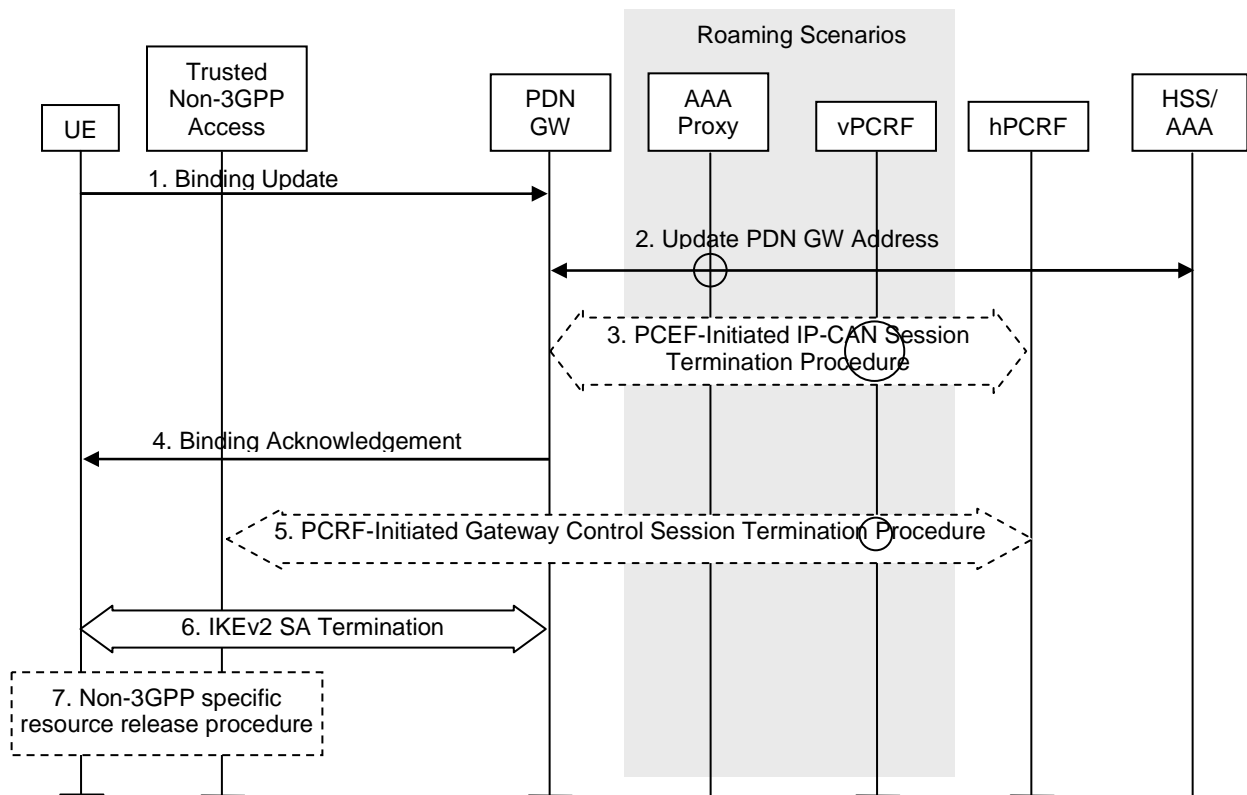 Roaming Scenarios
UE
Trusted
Non-3GPP
Access
PDN
GW
AAA
Proxy
vPCRF
hPCRF
HSS/
AAA
1. Binding Update
2. Update PDN GW Address
3. PCEF-Initiated IP-CAN Session
Termination Procedure
4. Binding Acknowledgement
5. PCRF-Initiated Gateway Control Session Termination Procedure
6. IKEv2 SA Termination
7. Non-3GPP specific
resource release procedure